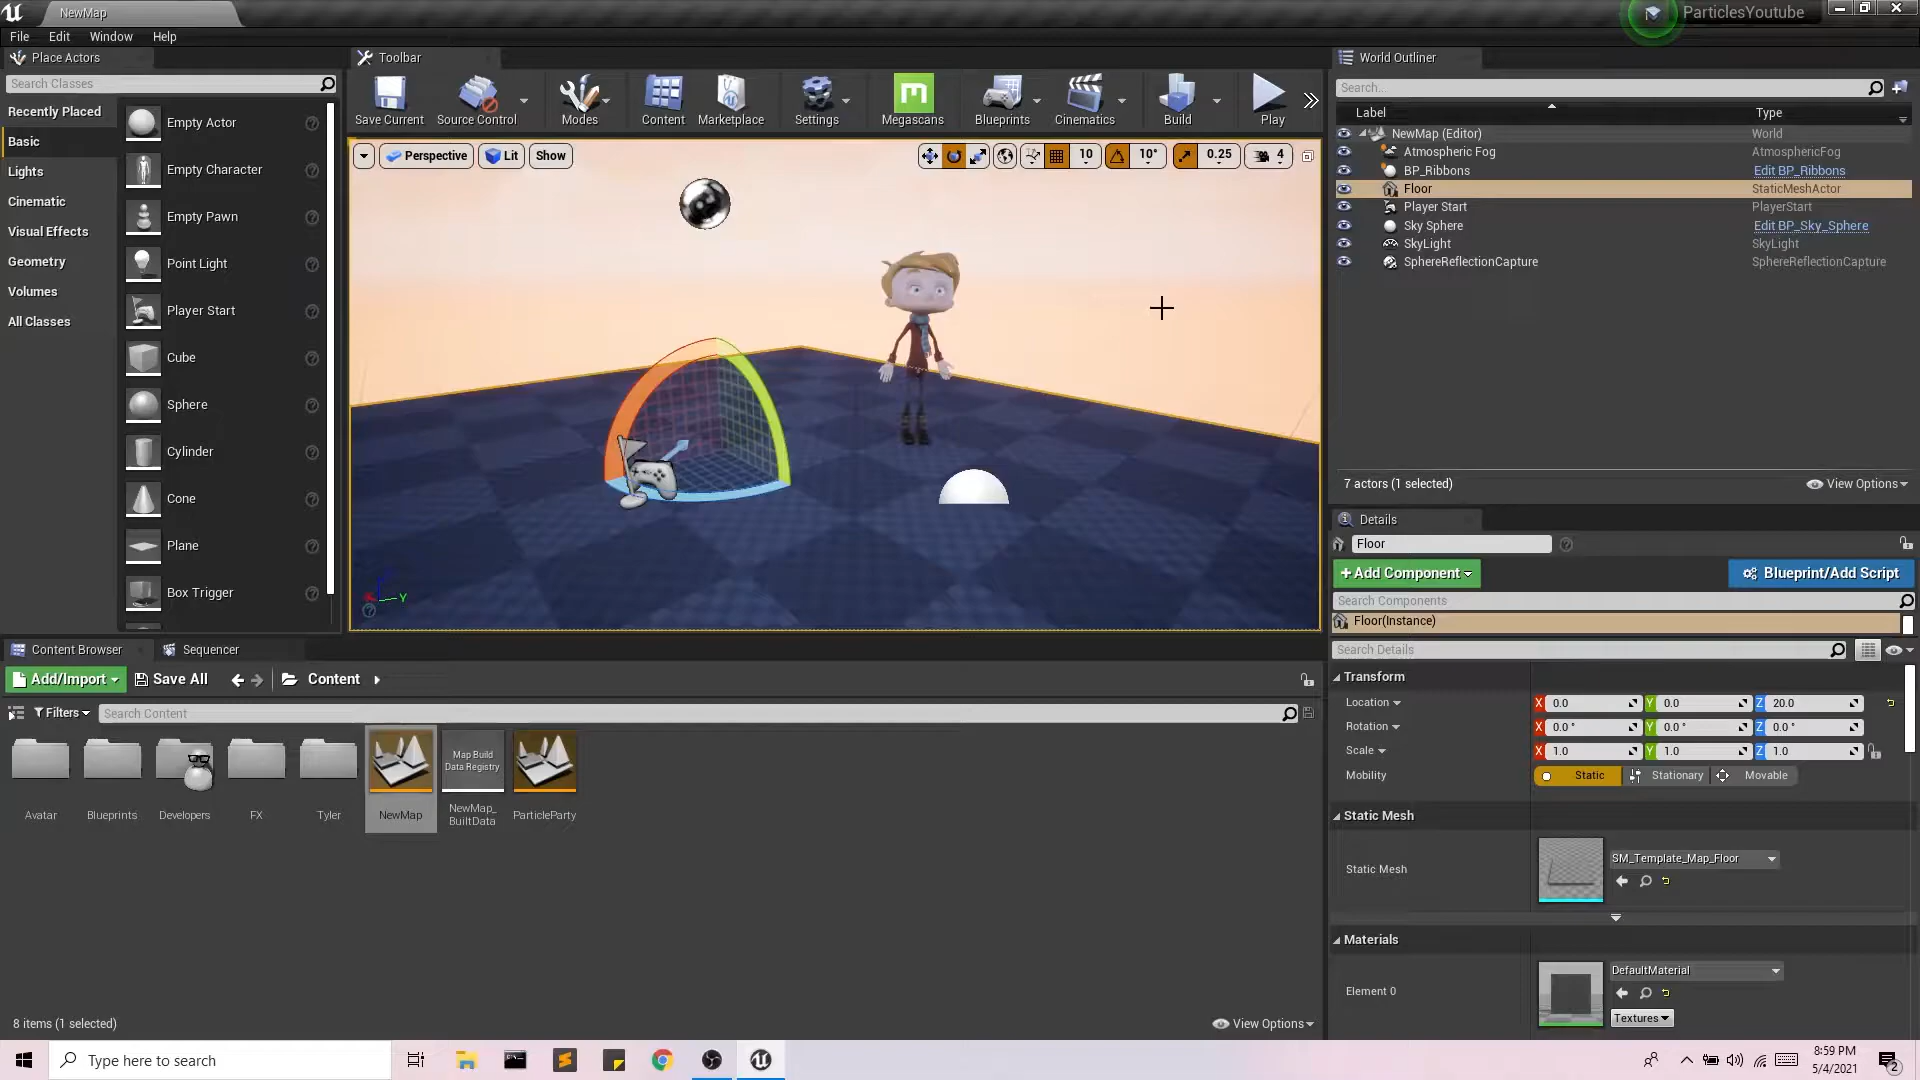 NewMap
ParticlesYoutube
File Edit Window Help
Place Actors
Search Classes
Recently Placed
Basic
Lights
Cinematic
Visual Effects
Geometry
Volumes
All Classes
Empty Actor
Empty Character
Empty Pawn
Point Light
Player Start
Cube
Sphere
Cylinder
Cone
Plane
Box Trigger
Toolbar
Save Current Source Control Modes Content Marketplace Settings Megascans Blueprints Cinematics Build Play
Perspective Lit Show 10 10° 0.25 4
Y
World Outliner
Search...
Label Type
NewMap (Editor) World
Atmospheric Fog AtmosphericFog
BP_Ribbons Edit BP_Ribbons
Floor StaticMeshActor
Player Start PlayerStart
Sky Sphere Edit BP_Sky_Sphere
SkyLight SkyLight
SphereReflectionCapture SphereReflectionCapture
7 actors (1 selected) View Options
Details
Floor
+Add Component Blueprint/Add Script
Search Components
Floor(Instance)
Search Details
Transform
Location X 0.0 Y 0.0 Z 20.0
Rotation X 0.0 ° Y 0.0 ° Z 0.0 °
Scale X 1.0 Y 1.0 Z 1.0
Mobility Static Stationary Movable
Static Mesh
Static Mesh SM_Template_Map_Floor
Materials
Element 0 DefaultMaterial
Textures
Content Browser Sequencer
Add/Import Save All Content
Filters Search Content
Map Build
Data Registry
Avatar Blueprints Developers FX Tyler NewMap NewMap_
BuiltData ParticleParty
8 items (1 selected) View Options
Type here to search
8:59 PM
5/4/2021
2